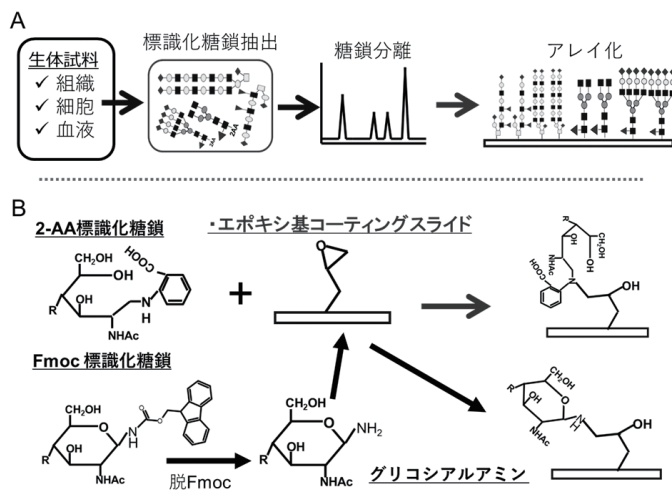 A
生体試料
✓ 組織
✓ 細胞
✓ 血液
標識化糖鎖抽出
2AA
2AA
糖鎖分離
アレイ化
B
2-AA標識化糖鎖
・エポキシ基コーティングスライド
CH₂OH
OH
COOH
OH
R
N
H
NHAc
+
O
R
OH
CH₂OH
OH
NHAc
COOH
N
OH
Fmoc 標識化糖鎖
CH₂OH
O
H
N
O
O
OH
R
NHAc
脱Fmoc
CH₂OH
O
NH₂
OH
R
NHAc
グリコシアルアミン
CH₂OH
R
O
OH
NHAc
N
H
OH